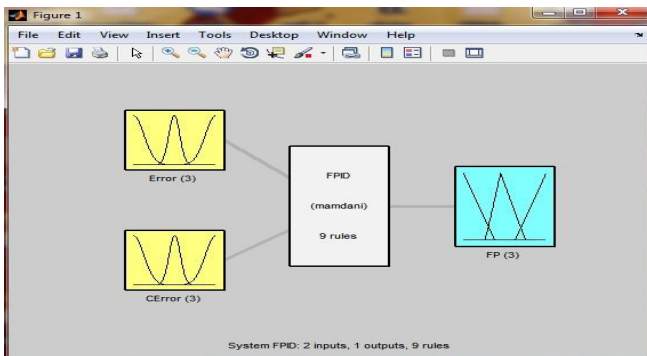 Figure 1
File Edit View Insert Tools Desktop Window Help
Error (3)
FPID
(mamdani)
9 rules
FP (3)
CError (3)
System FPID: 2 inputs, 1 outputs, 9 rules